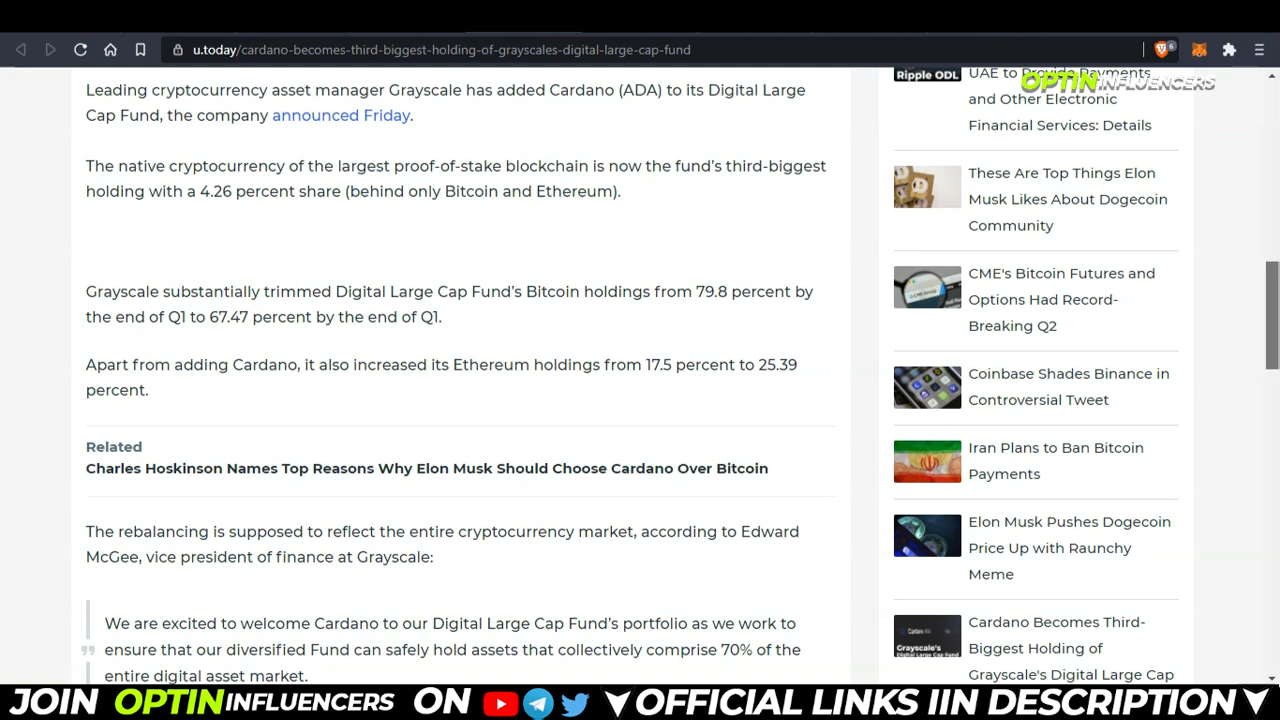 u.today/cardano-becomes-third-biggest-holding-of-grayscales-digital-large-cap-fund
6
OPTIN INFLUENCERS
Leading cryptocurrency asset manager Grayscale has added Cardano (ADA) to its Digital Large
Cap Fund, the company announced Friday.
The native cryptocurrency of the largest proof-of-stake blockchain is now the fund's third-biggest
holding with a 4.26 percent share (behind only Bitcoin and Ethereum).
Grayscale substantially trimmed Digital Large Cap Fund's Bitcoin holdings from 79.8 percent by
the end of Q1 to 67.47 percent by the end of Q1.
Apart from adding Cardano, it also increased its Ethereum holdings from 17.5 percent to 25.39
percent.
Related
Charles Hoskinson Names Top Reasons Why Elon Musk Should Choose Cardano Over Bitcoin
The rebalancing is supposed to reflect the entire cryptocurrency market, according to Edward
McGee, vice president of finance at Grayscale:
We are excited to welcome Cardano to our Digital Large Cap Fund's portfolio as we work to
ensure that our diversified Fund can safely hold assets that collectively comprise 70% of the
entire digital asset market.
Ripple ODL
UAE to Provide Payments
and Other Electronic
Financial Services: Details
These Are Top Things Elon
Musk Likes About Dogecoin
Community
CME's Bitcoin Futures and
Options Had Record-
Breaking Q2
Coinbase Shades Binance in
Controversial Tweet
Iran Plans to Ban Bitcoin
Payments
Elon Musk Pushes Dogecoin
Price Up with Raunchy
Meme
Grayscale's
Digital Large Cap Fund
Cardano Becomes Third-
Biggest Holding of
Grayscale's Digital Large Cap
JOIN OPTIN INFLUENCERS ON OFFICIAL LINKS IIN DESCRIPTION